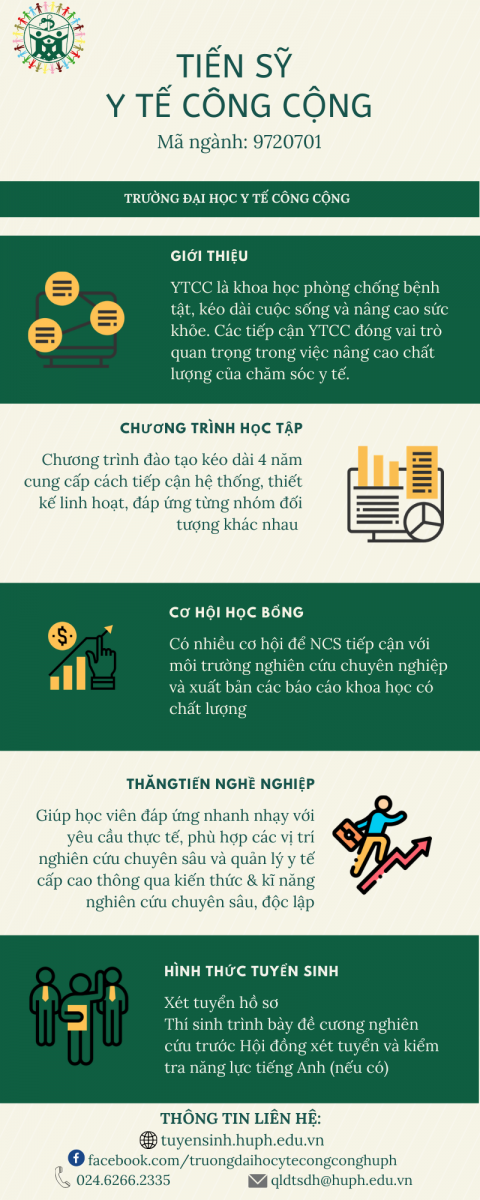 TIẾN SỸ
Y TẾ CÔNG CỘNG
Mã ngành: 9720701
TRƯỜNG ĐẠI HỌC Y TẾ CÔNG CỘNG
GIỚI THIỆU
YTCC là khoa học phòng chống bệnh
tật, kéo dài cuộc sống và nâng cao sức
khỏe. Các tiếp cận YTCC đóng vai trò
quan trọng trong việc nâng cao chất
lượng của chăm sóc y tế.
CHƯƠNG TRÌNH HỌC TẬP
Chương trình đào tạo kéo dài 4 năm
cung cấp cách tiếp cận hệ thống, thiết
kế linh hoạt, đáp ứng từng nhóm đối
tượng khác nhau
CƠ HỘI HỌC BỔNG
Có nhiều cơ hội để NCS tiếp cận với
môi trường nghiên cứu chuyên nghiệp
và xuất bản các báo cáo khoa học có
chất lượng
THĂNGTIẾN NGHỀ NGHIỆP
Giúp học viên đáp ứng nhanh nhạy với
yêu cầu thực tế, phù hợp các vị trí
nghiên cứu chuyên sâu và quản lý y tế
cấp cao thông qua kiến thức & kĩ năng
nghiên cứu chuyên sâu, độc lập
HÌNH THỨC TUYỂN SINH
Xét tuyển hồ sơ
Thí sinh trình bày đề cương nghiên
cứu trước Hội đồng xét tuyển và kiểm
tra năng lực tiếng Anh (nếu có)
THÔNG TIN LIÊN HỆ:
tuyensinh.huph.edu.vn
facebook.com/truongdaihocytecongconghuph
024.6266.2335
qldtsdh@huph.edu.vn